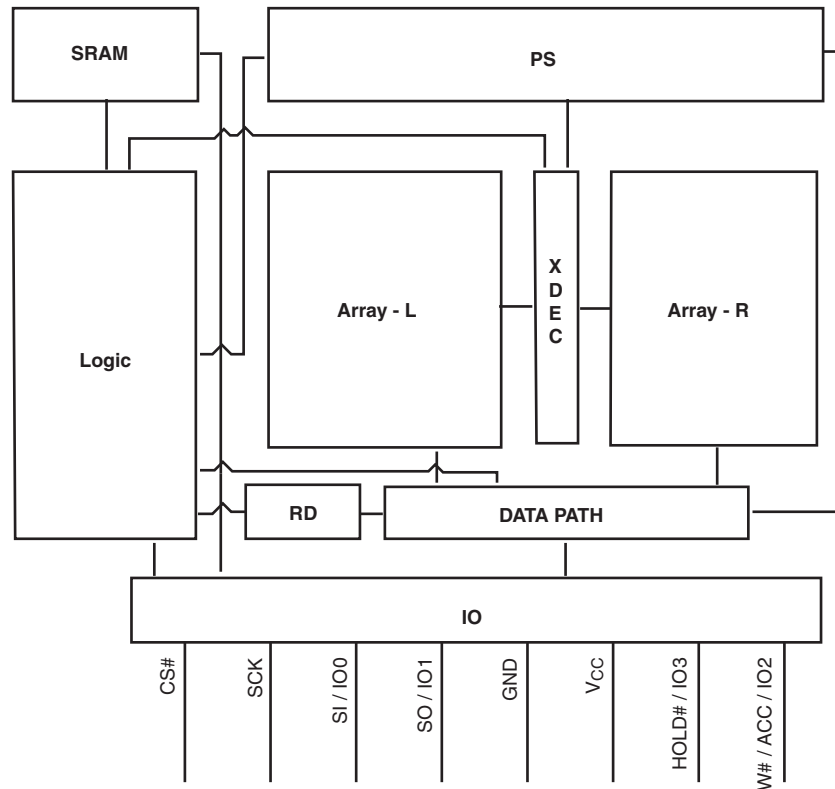 SRAM
PS
X
D
E
C
Array - L
Array - R
Logic
RD
DATA PATH
IO
CS#
SCK
SI / IO0
SO / IO1
GND
VCC
HOLD# / IO3
W# / ACC / IO2